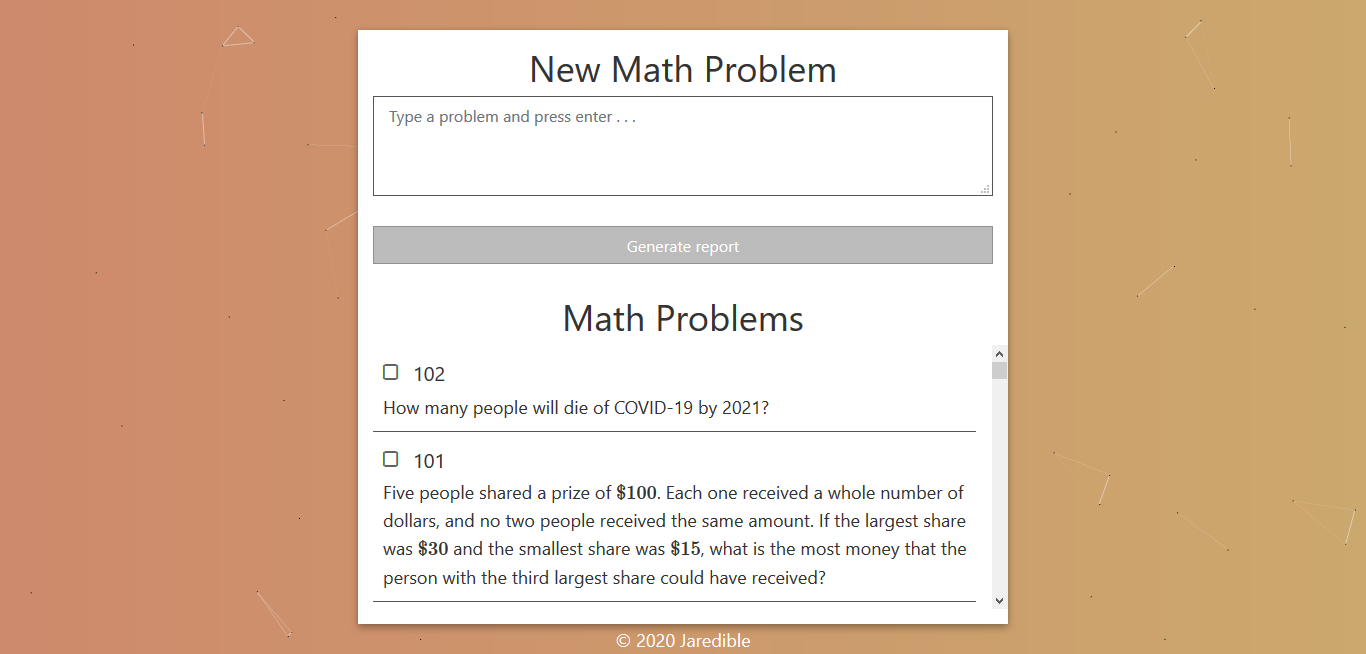 New Math Problem
Type a problem and press enter . . .
Generate report
Math Problems
102
How many people will die of COVID-19 by 2021?
101
Five people shared a prize of $100. Each one received a whole number of
dollars, and no two people received the same amount. If the largest share
was $30 and the smallest share was $15, what is the most money that the
person with the third largest share could have received?
© 2020 Jaredible